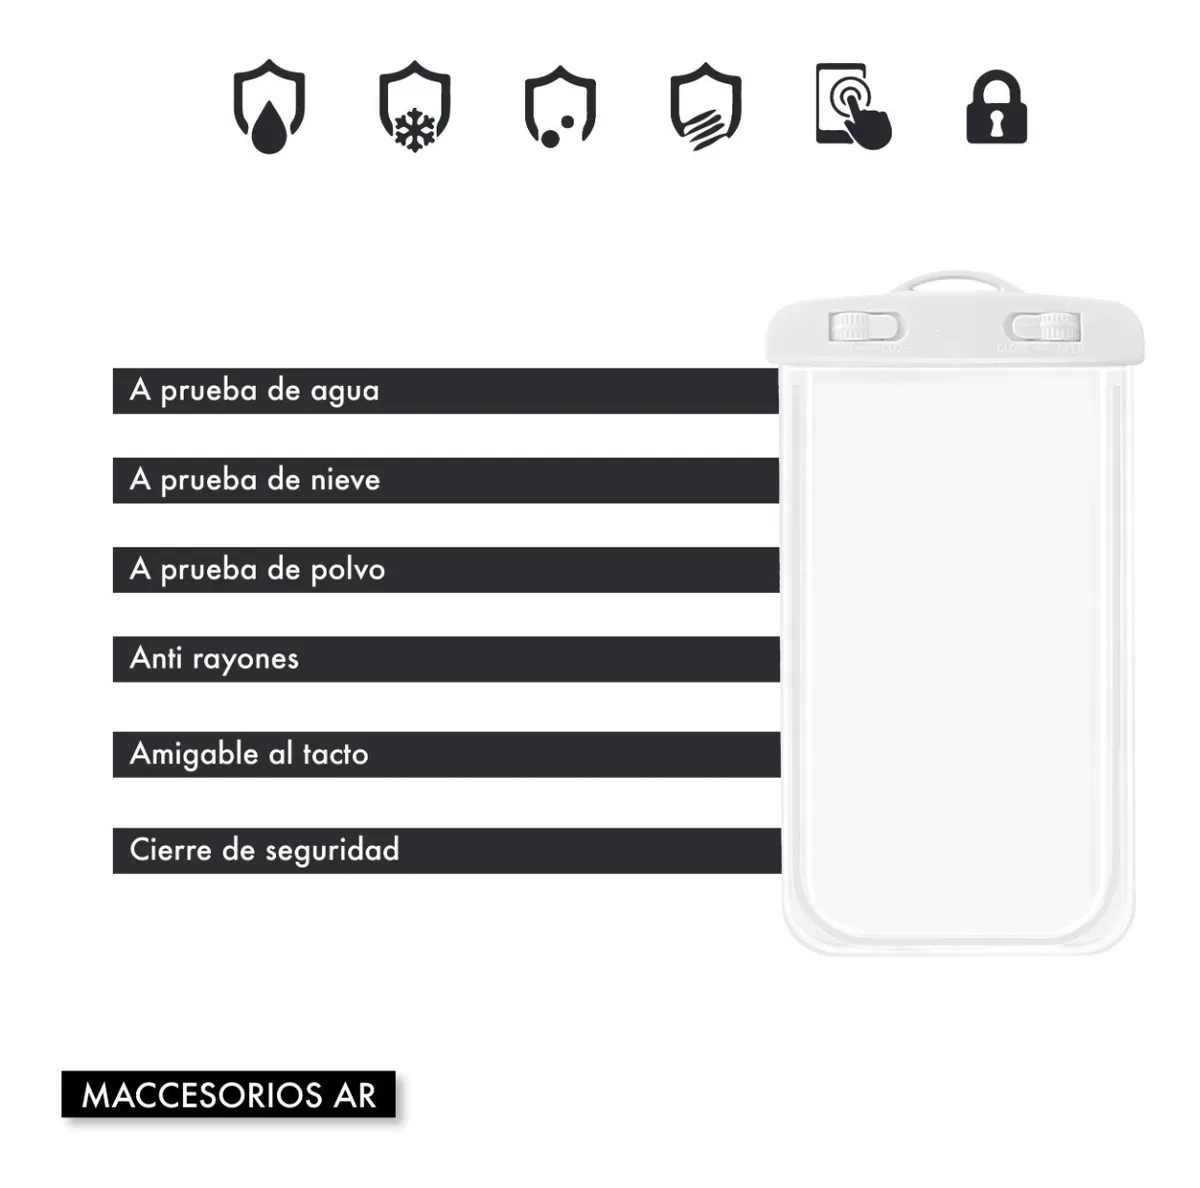 A prueba de agua
A prueba de nieve
A prueba de polvo
Anti rayones
Amigable al tacto
Cierre de seguridad
MACCESORIOS AR